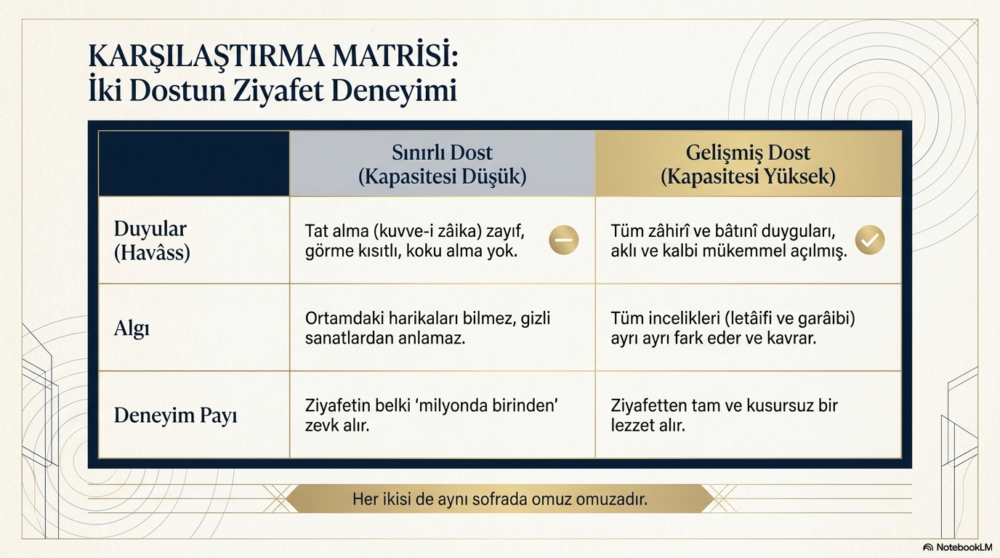 KARŞILAŞTIRMA MATRİSİ:
İki Dostun Ziyafet Deneyimi
Sınırlı Dost
(Kapasitesi Düşük)
Gelişmiş Dost
(Kapasitesi Yüksek)
Duyular
(Havâss)
Tat alma (kuvve-i zâika) zayıf,
görme kısıtlı, koku alma yok.
Tüm zâhirî ve bâtınî duyguları,
aklı ve kalbi mükemmel açılmış.
Algı
Ortamdaki harikaları bilmez, gizli
sanatlardan anlamaz.
Tüm incelikleri (letâifi ve garâibi)
ayrı ayrı fark eder ve kavrar.
Deneyim Payı
Ziyafetin belki ‘milyonda birinden’
zevk alır.
Ziyafetten tam ve kusursuz bir
lezzet alır.
Her ikisi de aynı sofrada omuz omuzadır.
NotebookLM